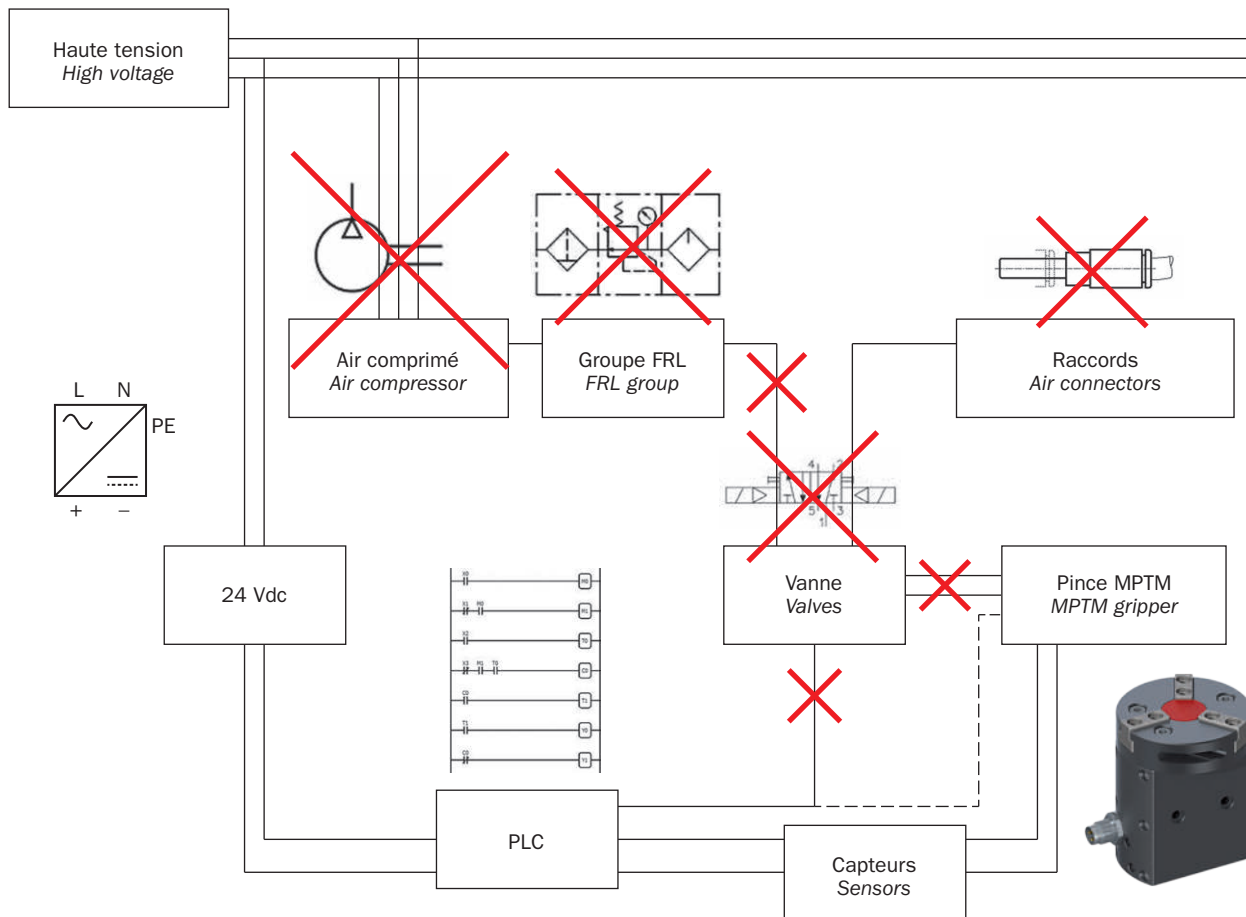 Haute tension
High voltage
Air comprimé
Air compressor
Groupe FRL
FRL group
Raccords
Air connectors
L N
PE
+ −
4 2
5 3
1
24 Vdc
Vanne
Valves
Pince MPTM
MPTM gripper
PLC
Capteurs
Sensors